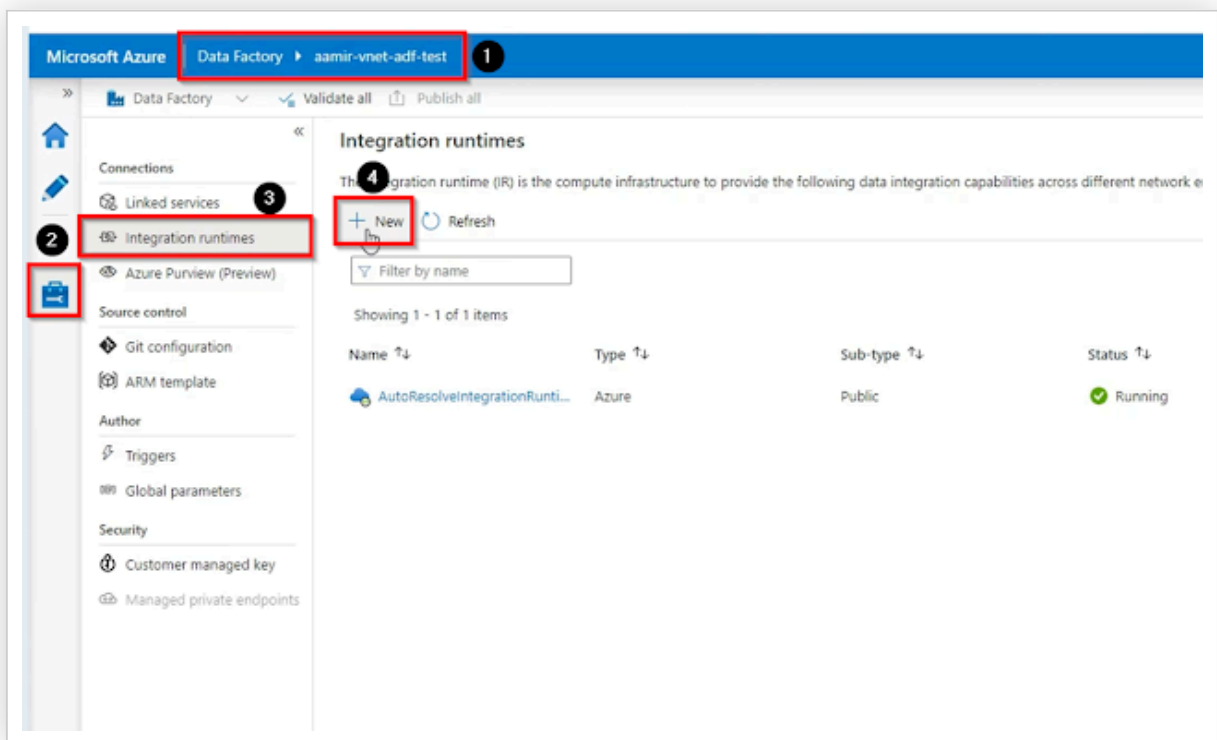 Microsoft Azure Data Factory aamir-vnet-adf-test 1
Data Factory Validate all Publish all
Connections
Linked services
3
Integration runtimes
2
Azure Purview (Preview)
Source control
Git configuration
ARM template
Author
Triggers
Global parameters
Security
Customer managed key
Managed private endpoints
Integration runtimes
4
gration runtime (IR) is the compute infrastructure to provide the following data integration capabilities across different network
New Refresh
Filter by name
Showing 1 - 1 of 1 items
Name Type Sub-type Status
AutoResolveIntegrationRunti... Azure Public Running